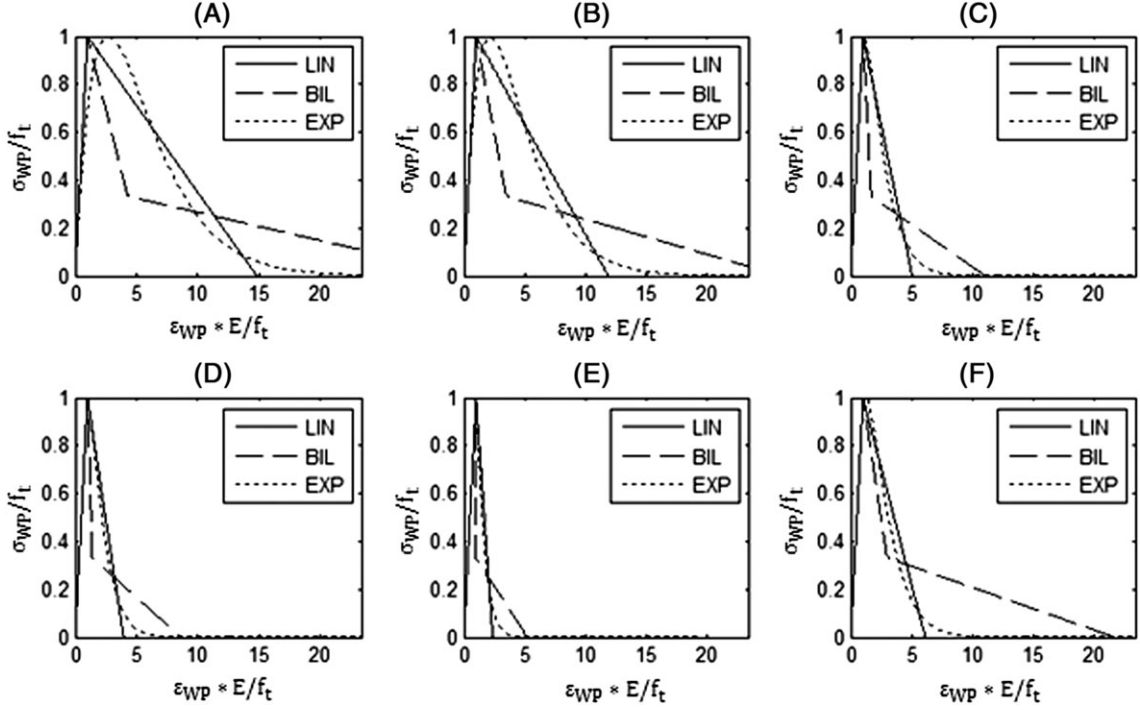 (A)
1
0.8
0.6
0.4
0.2
0
σWP/ft
LIN
BIL
EXP
0 5 10 15 20
εWP * E/ft
(B)
1
0.8
0.6
0.4
0.2
0
σWP/ft
LIN
BIL
EXP
0 5 10 15 20
εWP * E/ft
(C)
1
0.8
0.6
0.4
0.2
0
σWP/ft
LIN
BIL
EXP
0 5 10 15 20
εWP * E/ft
(D)
1
0.8
0.6
0.4
0.2
0
σWP/ft
LIN
BIL
EXP
0 5 10 15 20
εWP * E/ft
(E)
1
0.8
0.6
0.4
0.2
0
σWP/ft
LIN
BIL
EXP
0 5 10 15 20
εWP * E/ft
(F)
1
0.8
0.6
0.4
0.2
0
σWP/ft
LIN
BIL
EXP
0 5 10 15 20
εWP * E/ft